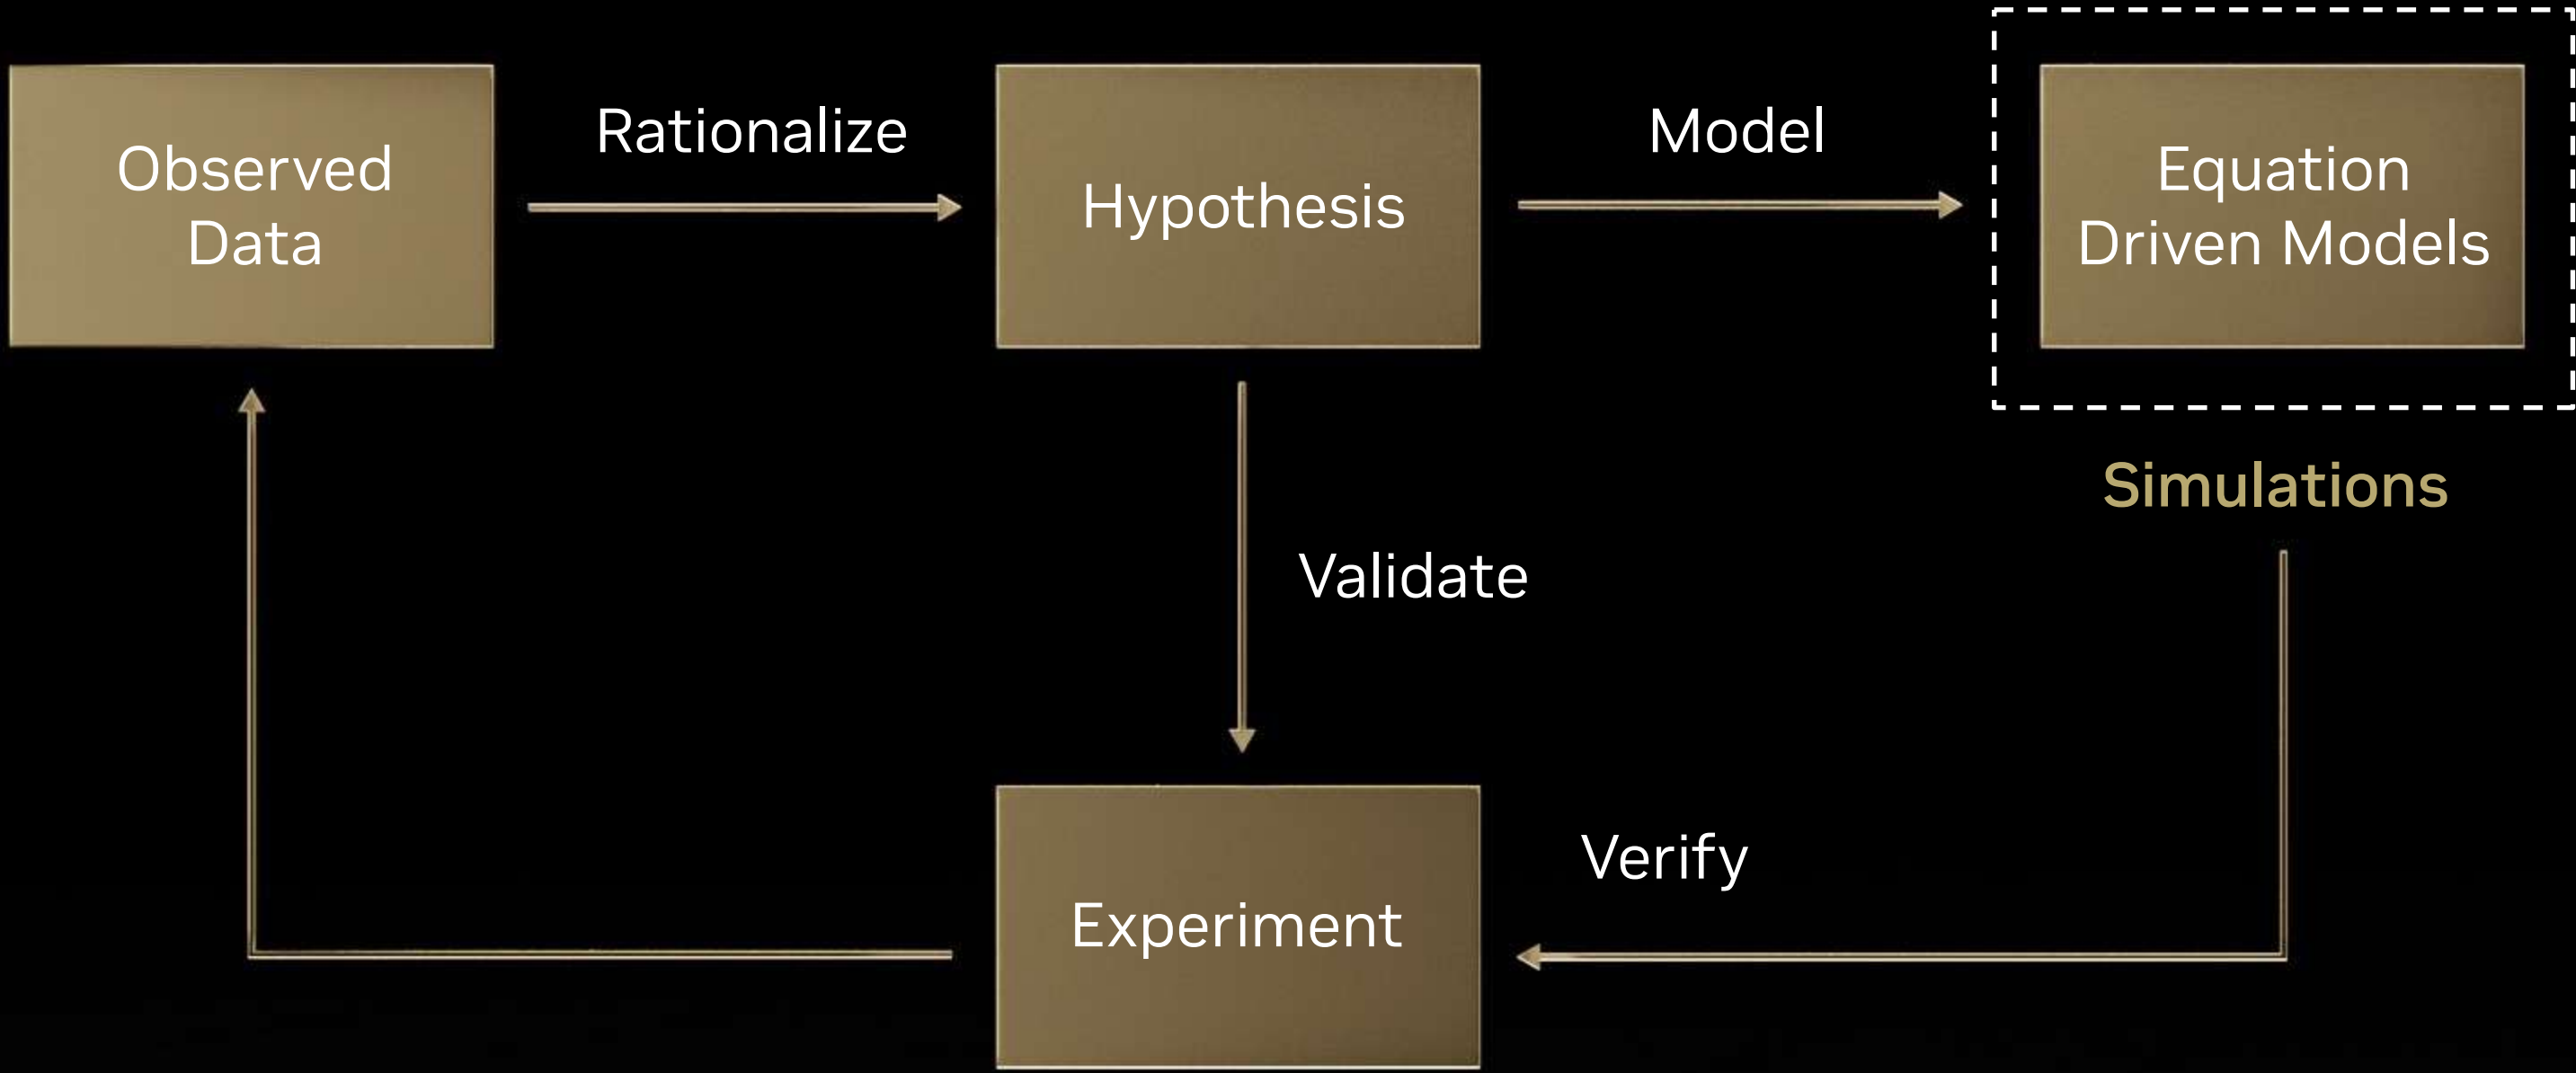 Observed
Data
Rationalize
Hypothesis
Model
Equation
Driven Models
Simulations
Validate
Verify
Experiment